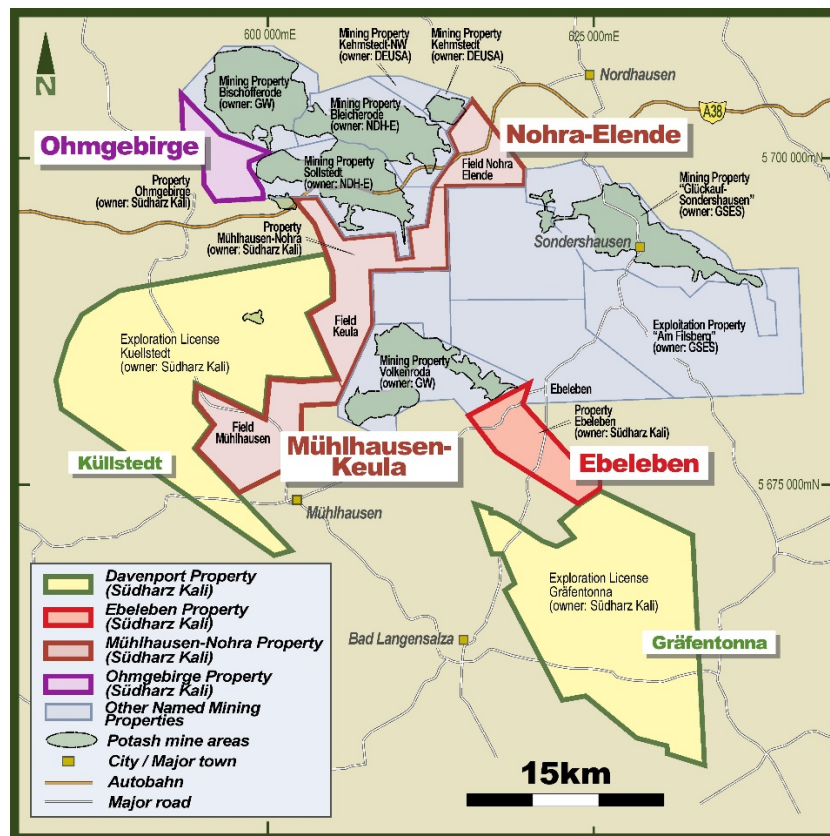 600 000mE
625 000mE
Mining Property
Kehmstedt-NW
(owner: DEUSA)
Mining Property
Kehmstedt
(owner: DEUSA)
N
Nordhausen
Mining Property
Bischofferode
(owner: GW)
Mining Property
Bleicherode
(owner: NDH-E)
A38
Ohmgebirge
Nohra-Elende
Mining Property
Sollstedt
(owner: NDH-E)
Field Nohra
Elende
5 700 000mN
Property
Ohmgebirge
(owner: Südharz Kali)
Mining Property
"Glückauf-
Sondershausen"
(owner: GSES)
Property
Mühlhausen-Nohra
(owner: Südharz Kali)
Sondershausen
Exploration License
Kuellstedt
(owner: Südharz Kali)
Field
Keula
Exploitation Property
"Am Filsberg"
(owner: GSES)
Mining Property
Volkenroda
(owner: GW)
Ebeleben
Property
Ebeleben
(owner: Südharz Kali)
Field
Mühlhausen
Mühlhausen-
Keula
Küllstedt
Ebeleben
5 675 000mN
Mühlhausen
Exploration License
Gräfentonna
(owner: Südharz Kali)
Bad Langensalza
Gräfentonna
Davenport Property
(Südharz Kali)
Ebeleben Property
(Südharz Kali)
Mühlhausen-Nohra Property
(Südharz Kali)
Ohmgebirge Property
(Südharz Kali)
Other Named Mining
Properties
Potash mine areas
City / Major town
Autobahn
Major road
15km